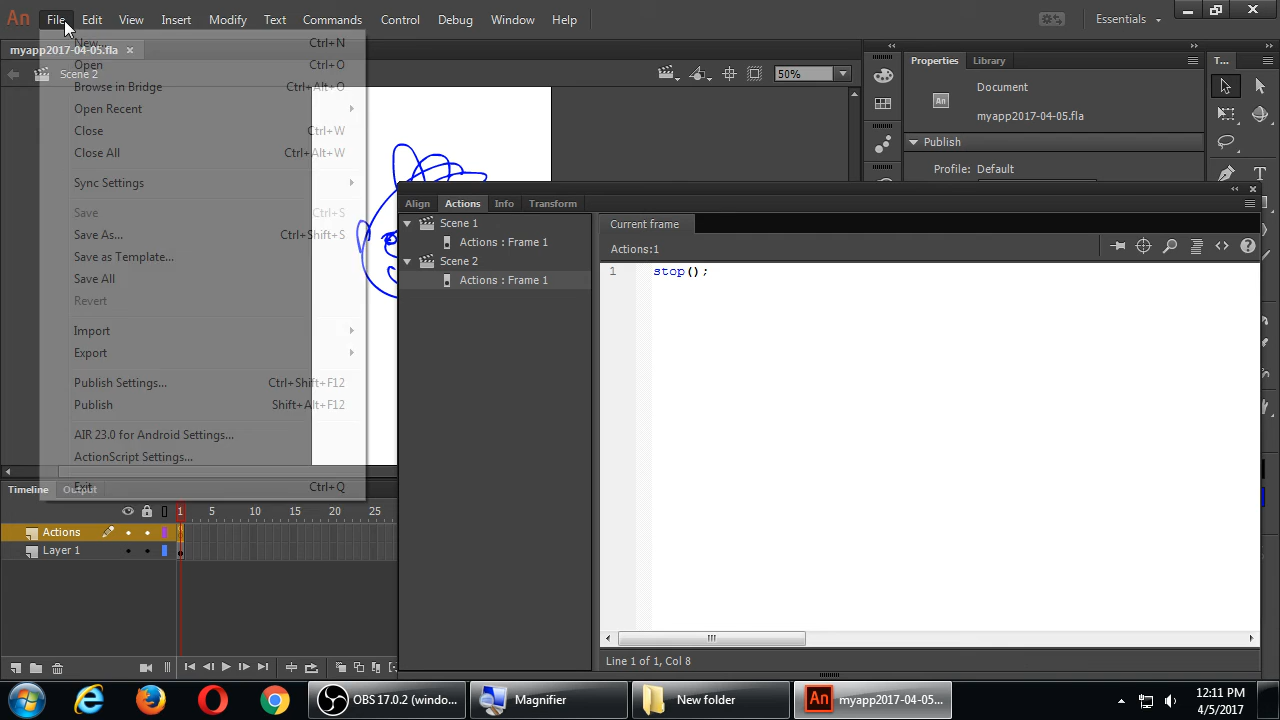 An File Edit View Insert Modify Text Commands Control Debug Window Help Essentials
myapp2017-04-05.fla
Scene 2 50%
New... Ctrl+N
Open Ctrl+O
Browse in Bridge Ctrl+Alt+O
Open Recent
Close Ctrl+W
Close All Ctrl+Alt+W
Sync Settings
Save Ctrl+S
Save As... Ctrl+Shift+S
Save as Template...
Save All
Revert
Import
Export
Publish Settings... Ctrl+Shift+F12
Publish Shift+Alt+F12
AIR 23.0 for Android Settings...
ActionScript Settings...
Exit Ctrl+Q
Properties Library T...
An Document
myapp2017-04-05.fla
Publish
Profile: Default
Align Actions Info Transform
Scene 1
Actions : Frame 1
Scene 2
Actions : Frame 1
Current frame
Actions:1
1 stop();
Line 1 of 1, Col 8
Timeline Output
1 5 10 15 20 25
Actions
Layer 1
OBS 17.0.2 (windo...
Magnifier
New folder
An myapp2017-04-05...
12:11 PM
4/5/2017